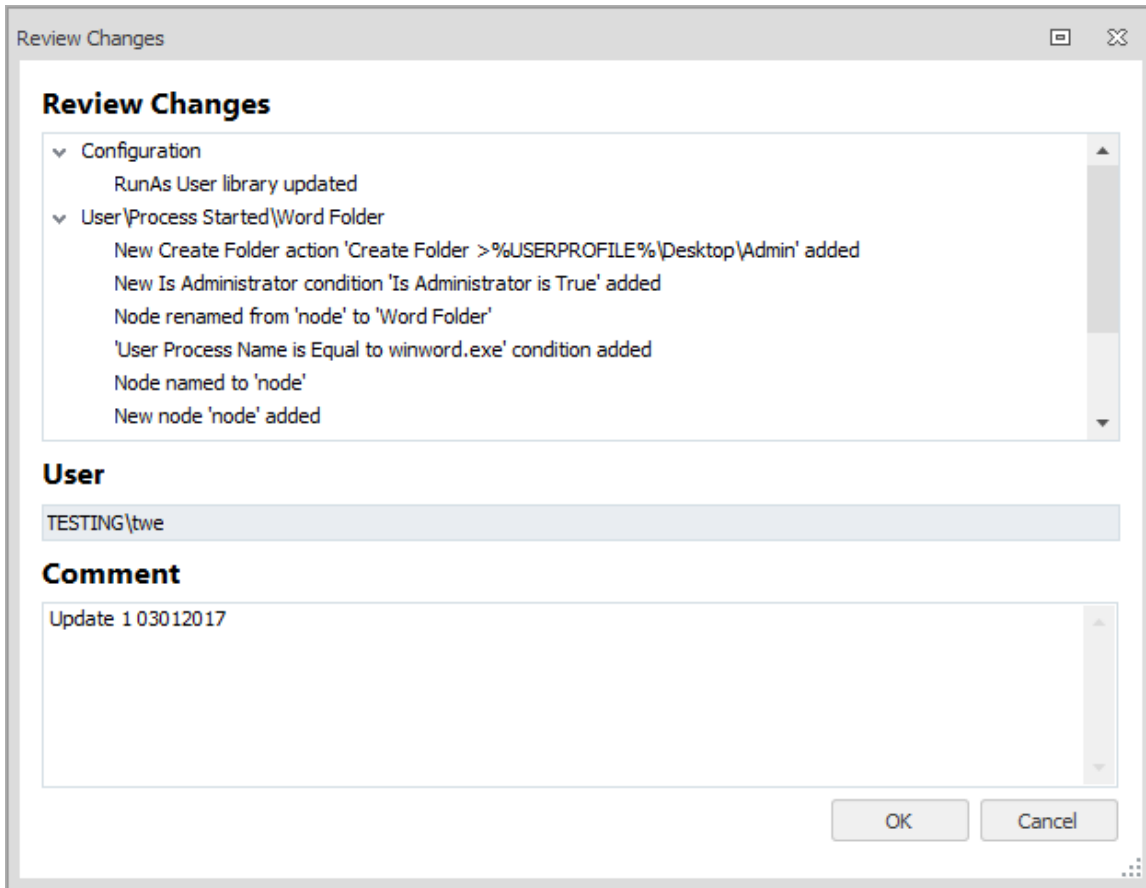 Review Changes
Review Changes
Configuration
RunAs User library updated
User\Process Started\Word Folder
New Create Folder action 'Create Folder >%USERPROFILE%\Desktop\Admin' added
New Is Administrator condition 'Is Administrator is True' added
Node renamed from 'node' to 'Word Folder'
'User Process Name is Equal to winword.exe' condition added
Node named to 'node'
New node 'node' added
User
TESTING\twe
Comment
Update 1 03012017
OK Cancel